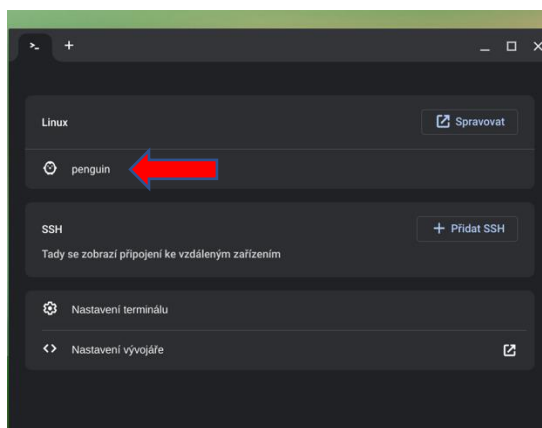 Linux
Spravovat
penguin
SSH
+ Přidat SSH
Tady se zobrazí připojení ke vzdáleným zařízením
Nastavení terminálu
Nastavení vývojáře